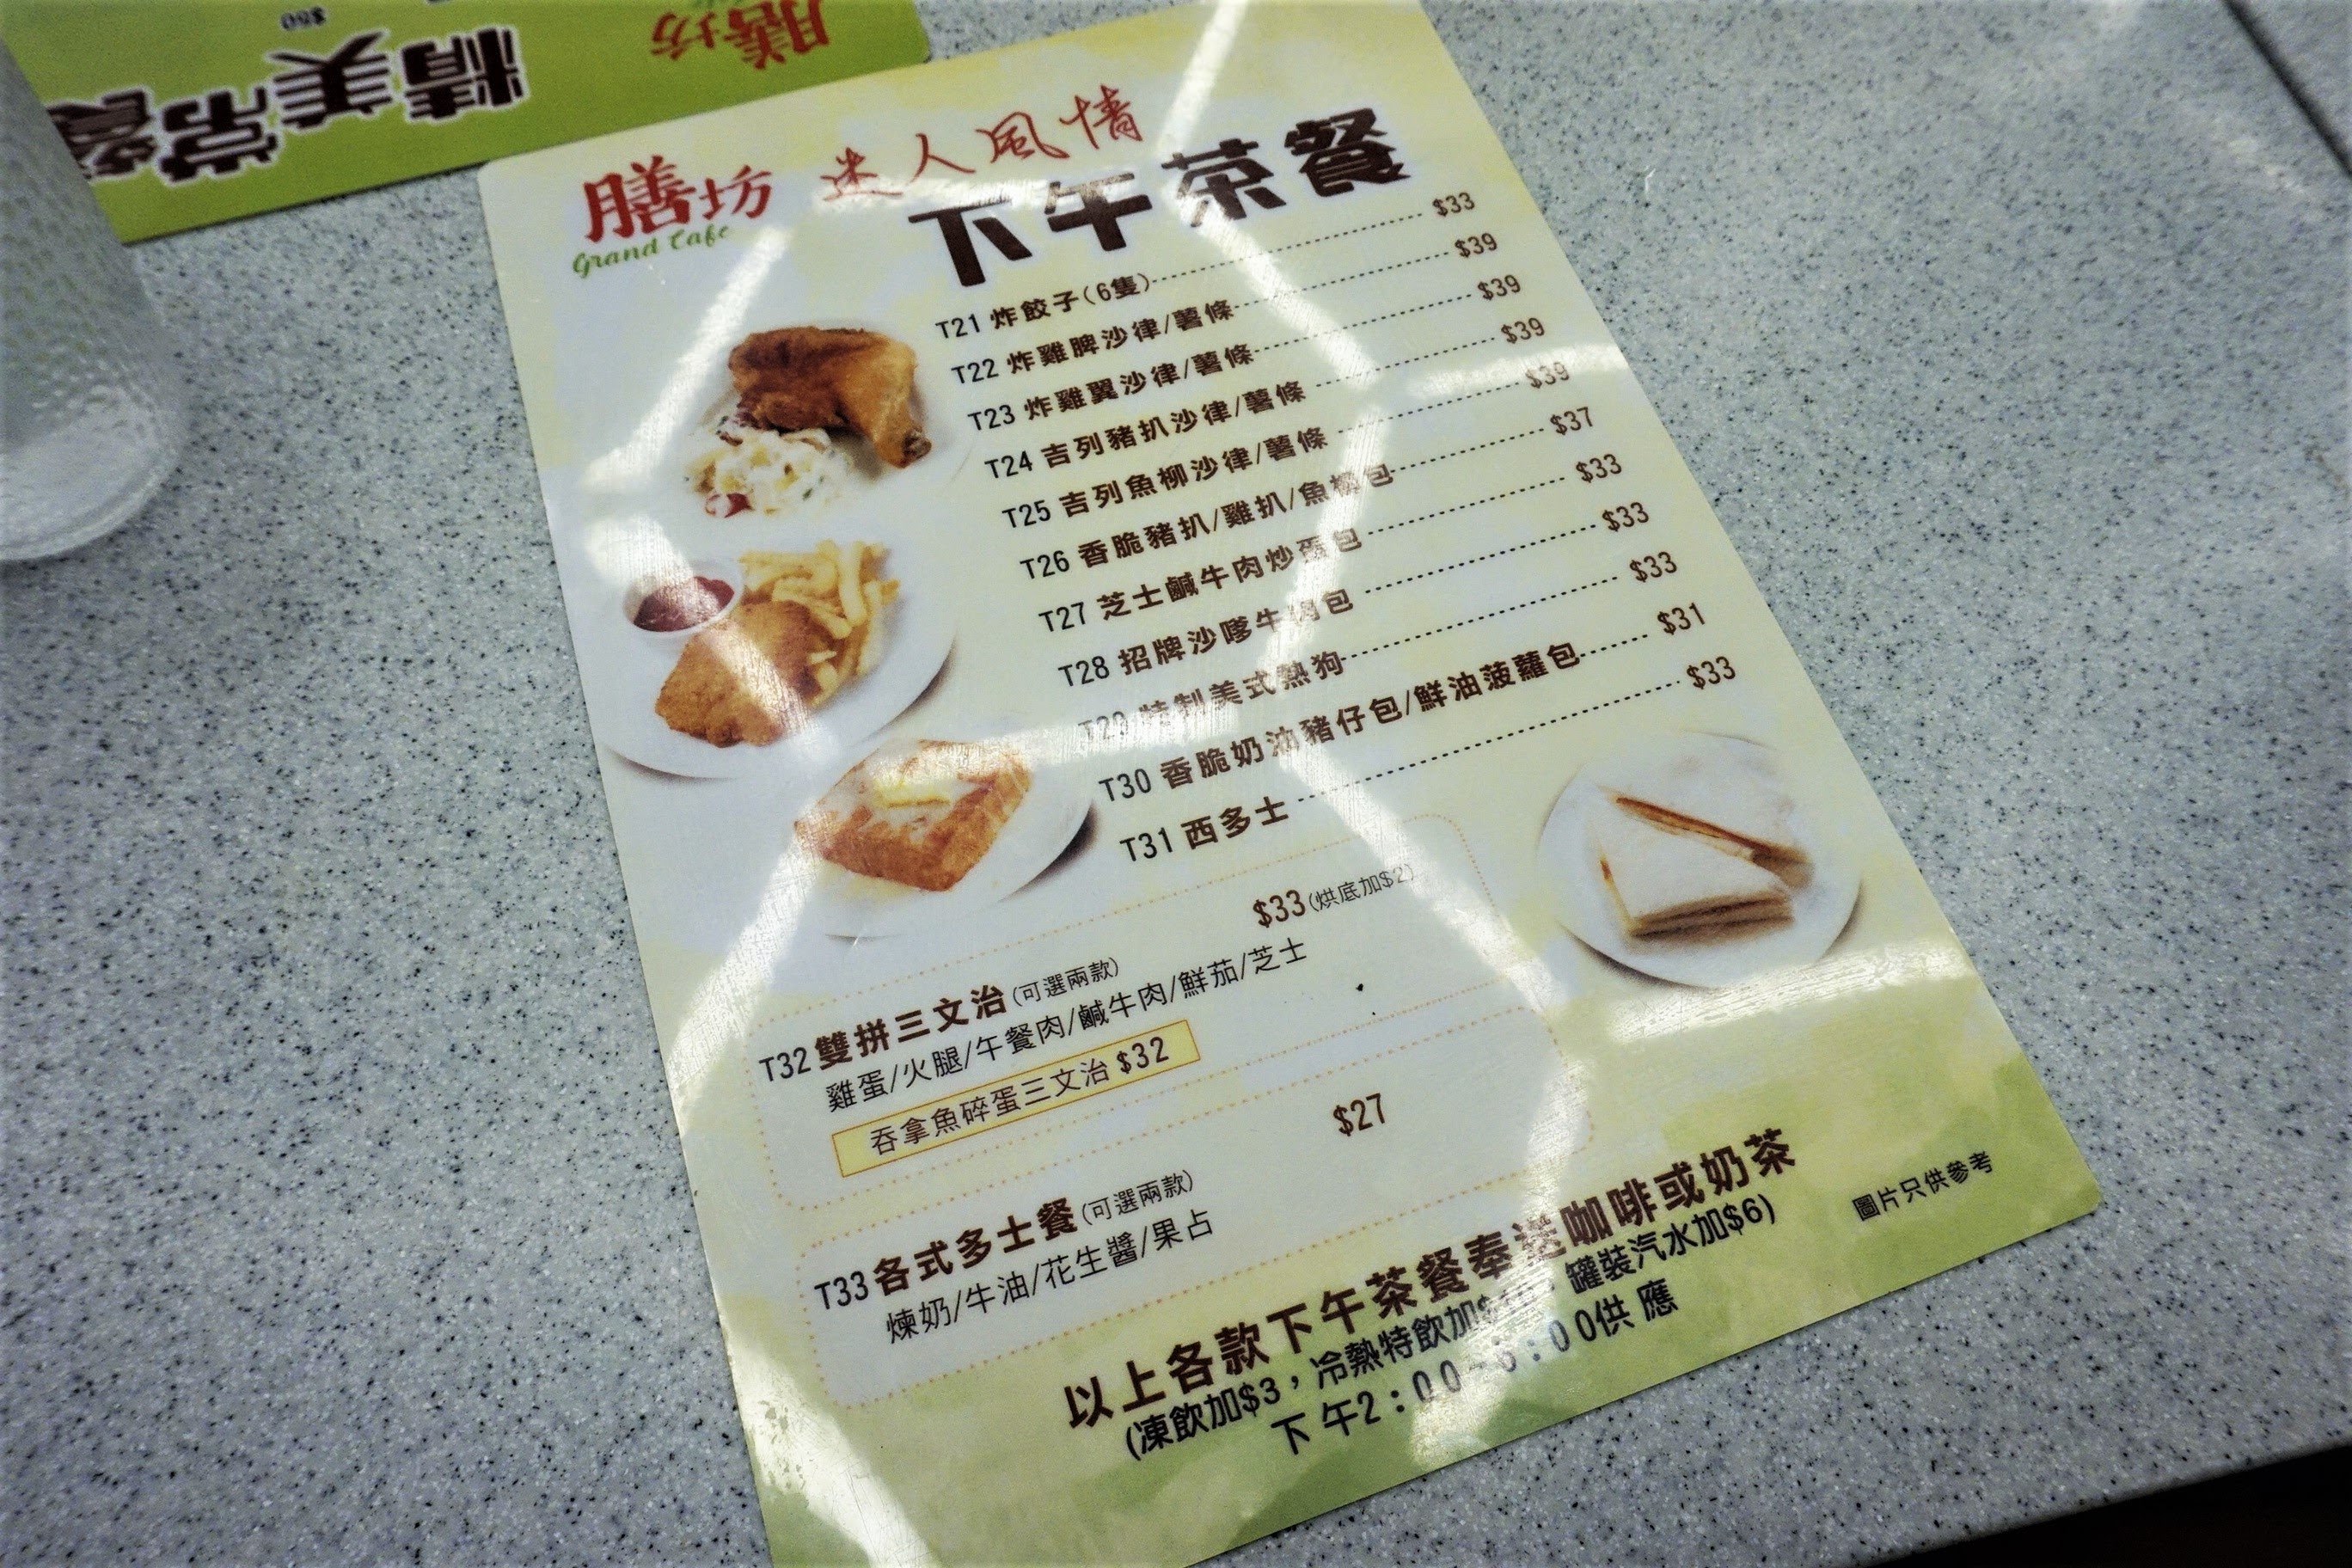 精美常餐
膳坊
$60
膳坊 迷人風情
Grand Cafe
下午茶餐
T21 炸餃子(6隻) $33
T22 炸雞脾沙律/薯條 $39
T23 炸雞翼沙律/薯條 $39
T24 吉列豬扒沙律/薯條 $39
T25 吉列魚柳沙律/薯條 $39
T26 香脆豬扒/雞扒/魚柳包 $37
T27 芝士鹹牛肉炒蛋包 $33
T28 招牌沙嗲牛肉包 $33
T29 特制美式熱狗 $33
T30 香脆奶油豬仔包/鮮油菠蘿包 $31
T31 西多士 $33
T32 雙拼三文治(可選兩款) $33(烘底加$2)
雞蛋/火腿/午餐肉/鹹牛肉/鮮茄/芝士
吞拿魚碎蛋三文治 $32
T33 各式多士餐(可選兩款) $27
煉奶/牛油/花生醬/果占
以上各款下午茶餐奉送咖啡或奶茶
(凍飲加$3，冷熱特飲加 罐裝汽水加$6)
下午2:00- :00供應
圖片只供參考